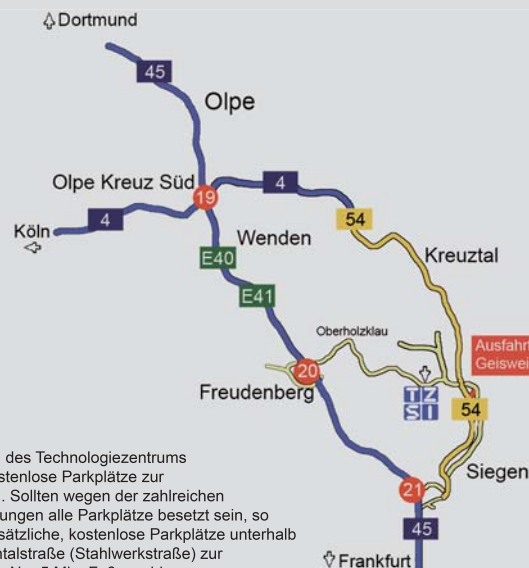 Dortmund
45
Olpe
Olpe Kreuz Süd
19
4
4
Köln
54
Wenden
E40
Kreuztal
E41
Oberholzklau
Ausfahrt
Geiswei
20
Freudenberg
TZ
SI
54
des Technologiezentrums
stenlose Parkplätze zur
. Sollten wegen der zahlreichen
ungen alle Parkplätze besetzt sein, so
sätzliche, kostenlose Parkplätze unterhalb
talstraße (Stahlwerkstraße) zur
Siegen
21
45
Frankfurt